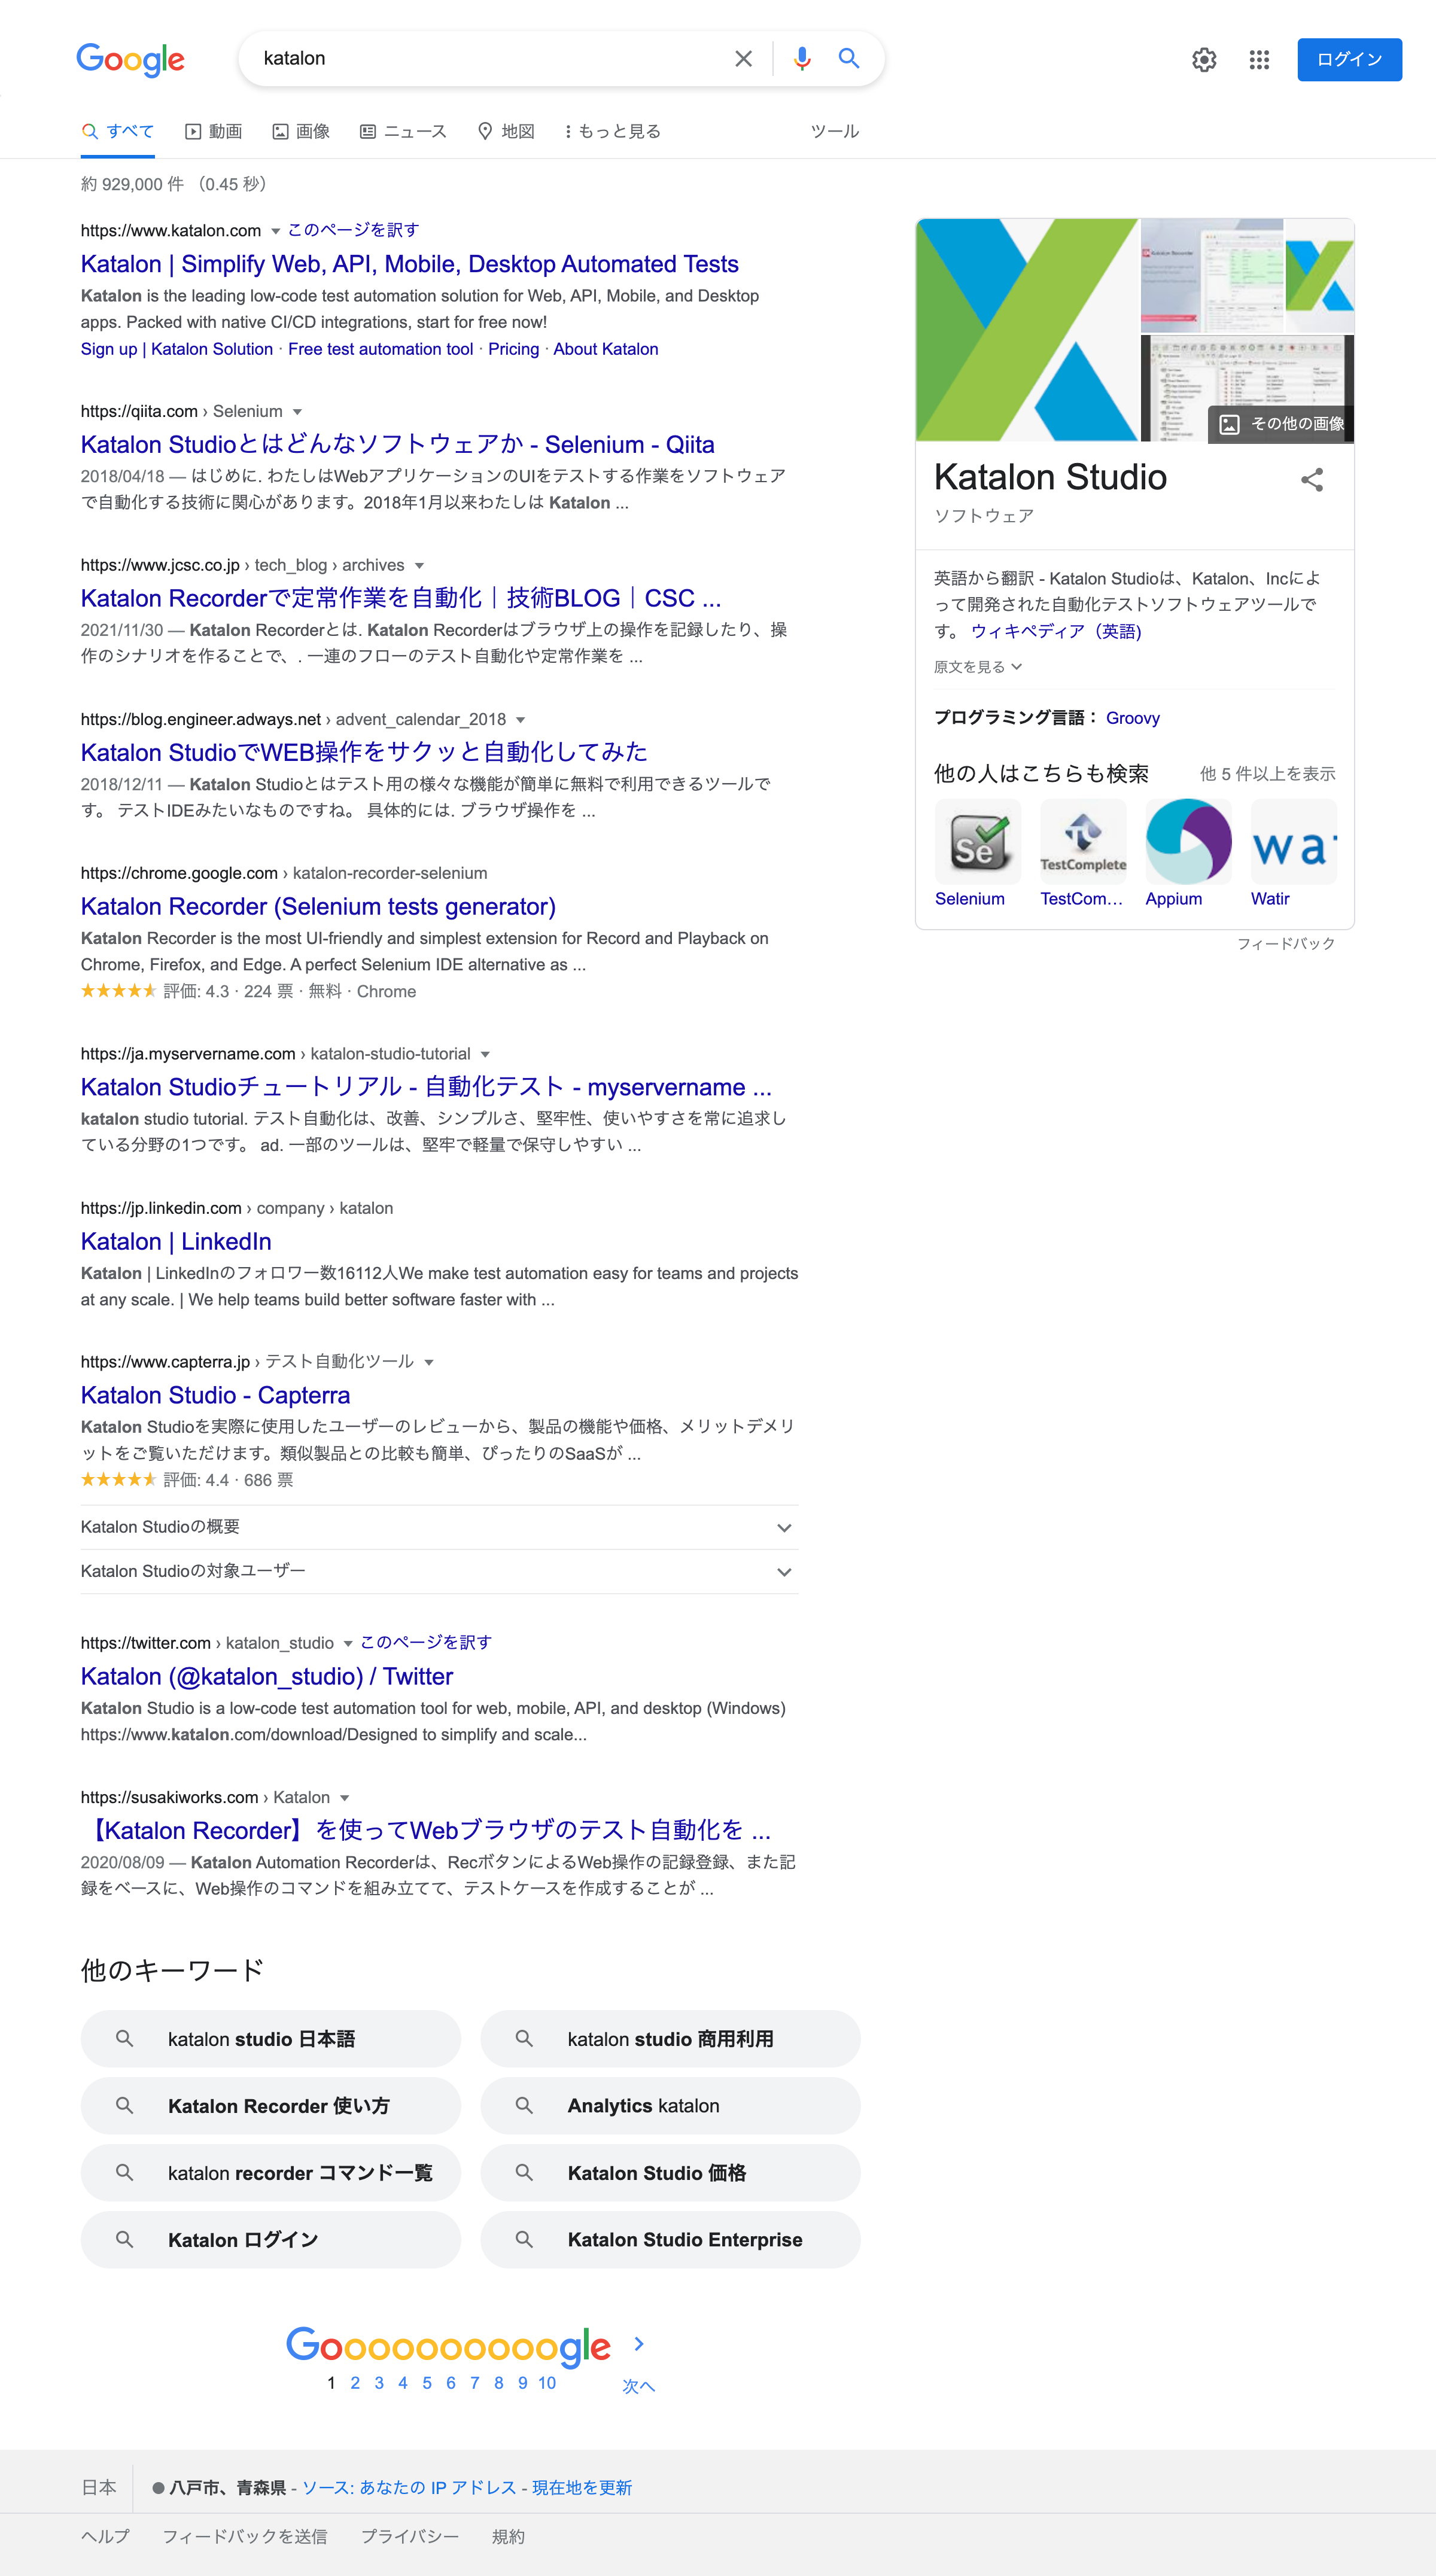 Google
katalon
ログイン
すべて 動画 画像 ニュース 地図 もっと見る ツール
約 929,000 件 （0.45 秒）
https://www.katalon.com このページを訳す
Katalon | Simplify Web, API, Mobile, Desktop Automated Tests
Katalon is the leading low-code test automation solution for Web, API, Mobile, and Desktop
apps. Packed with native CI/CD integrations, start for free now!
Sign up | Katalon Solution · Free test automation tool · Pricing · About Katalon
https://qiita.com › Selenium
Katalon Studioとはどんなソフトウェアか - Selenium - Qiita
2018/04/18 — はじめに. わたしはWebアプリケーションのUIをテストする作業をソフトウェア
で自動化する技術に関心があります。2018年1月以来わたしは Katalon ...
https://www.jcsc.co.jp › tech_blog › archives
Katalon Recorderで定常作業を自動化｜技術BLOG｜CSC ...
2021/11/30 — Katalon Recorderとは. Katalon Recorderはブラウザ上の操作を記録したり、操
作のシナリオを作ることで、. 一連のフローのテスト自動化や定常作業を ...
https://blog.engineer.adways.net › advent_calendar_2018
Katalon StudioでWEB操作をサクッと自動化してみた
2018/12/11 — Katalon Studioとはテスト用の様々な機能が簡単に無料で利用できるツールで
す。 テストIDEみたいなものですね。 具体的には. ブラウザ操作を ...
https://chrome.google.com › katalon-recorder-selenium
Katalon Recorder (Selenium tests generator)
Katalon Recorder is the most UI-friendly and simplest extension for Record and Playback on
Chrome, Firefox, and Edge. A perfect Selenium IDE alternative as ...
評価: 4.3 · 224 票 · 無料 · Chrome
https://ja.myservername.com › katalon-studio-tutorial
Katalon Studioチュートリアル - 自動化テスト - myservername ...
katalon studio tutorial. テスト自動化は、改善、シンプルさ、堅牢性、使いやすさを常に追求し
ている分野の1つです。 ad. 一部のツールは、堅牢で軽量で保守しやすい ...
https://jp.linkedin.com › company › katalon
Katalon | LinkedIn
Katalon | LinkedInのフォロワー数16112人We make test automation easy for teams and projects
at any scale. | We help teams build better software faster with ...
https://www.capterra.jp › テスト自動化ツール
Katalon Studio - Capterra
Katalon Studioを実際に使用したユーザーのレビューから、製品の機能や価格、メリットデメリ
ットをご覧いただけます。類似製品との比較も簡単、ぴったりのSaaSが ...
評価: 4.4 · 686 票
Katalon Studioの概要
Katalon Studioの対象ユーザー
https://twitter.com › katalon_studio このページを訳す
Katalon (@katalon_studio) / Twitter
Katalon Studio is a low-code test automation tool for web, mobile, API, and desktop (Windows)
https://www.katalon.com/download/Designed to simplify and scale...
https://susakiworks.com › Katalon
【Katalon Recorder】を使ってWebブラウザのテスト自動化を ...
2020/08/09 — Katalon Automation Recorderは、RecボタンによるWeb操作の記録登録、また記
録をベースに、Web操作のコマンドを組み立てて、テストケースを作成することが ...
その他の画像
Katalon Studio
ソフトウェア
英語から翻訳 - Katalon Studioは、Katalon、Incによ
って開発された自動化テストソフトウェアツールで
す。 ウィキペディア（英語)
原文を見る
プログラミング言語： Groovy
他の人はこちらも検索 他 5 件以上を表示
Se TestComplete wat
Selenium TestCom... Appium Watir
フィードバック
他のキーワード
katalon studio 日本語
katalon studio 商用利用
Katalon Recorder 使い方
Analytics katalon
katalon recorder コマンド一覧
Katalon Studio 価格
Katalon ログイン
Katalon Studio Enterprise
Goooooooooogle
1 2 3 4 5 6 7 8 9 10 次へ
日本 八戸市、青森県 - ソース: あなたの IP アドレス - 現在地を更新
ヘルプ フィードバックを送信 プライバシー 規約